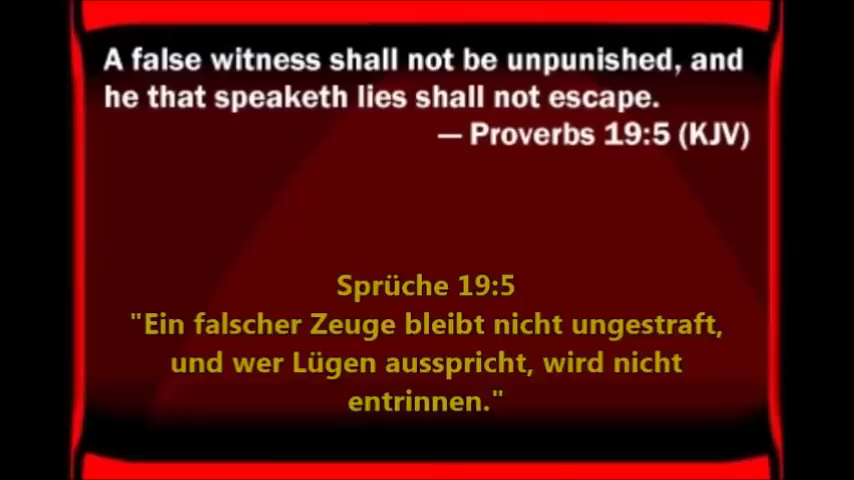 A false witness shall not be unpunished, and
he that speaketh lies shall not escape.
— Proverbs 19:5 (KJV)
Sprüche 19:5
"Ein falscher Zeuge bleibt nicht ungestraft,
und wer Lügen ausspricht, wird nicht
entrinnen."